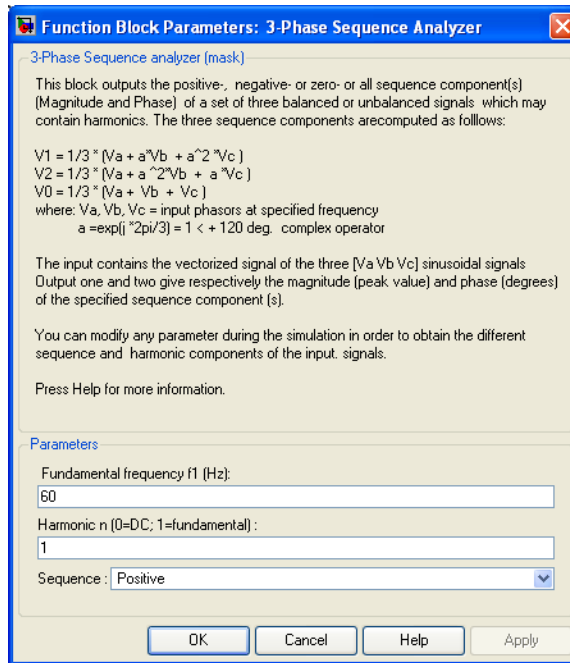 Function Block Parameters: 3-Phase Sequence Analyzer
3-Phase Sequence analyzer (mask)
This block outputs the positive-, negative- or zero- or all sequence component(s)
(Magnitude and Phase) of a set of three balanced or unbalanced signals which may
contain harmonics. The three sequence components arecomputed as folllows:
V1 = 1/3 * (Va + a*Vb + a^2 *Vc )
V2 = 1/3 * (Va + a ^2*Vb + a *Vc )
V0 = 1/3 * (Va + Vb + Vc )
where: Va, Vb, Vc = input phasors at specified frequency
a =exp(j *2pi/3) = 1 < + 120 deg. complex operator
The input contains the vectorized signal of the three [Va Vb Vc] sinusoidal signals
Output one and two give respectively the magnitude (peak value) and phase (degrees)
of the specified sequence component (s).
You can modify any parameter during the simulation in order to obtain the different
sequence and harmonic components of the input. signals.
Press Help for more information.
Parameters
Fundamental frequency f1 (Hz):
60
Harmonic n (0=DC; 1=fundamental) :
1
Sequence : Positive
OK Cancel Help Apply